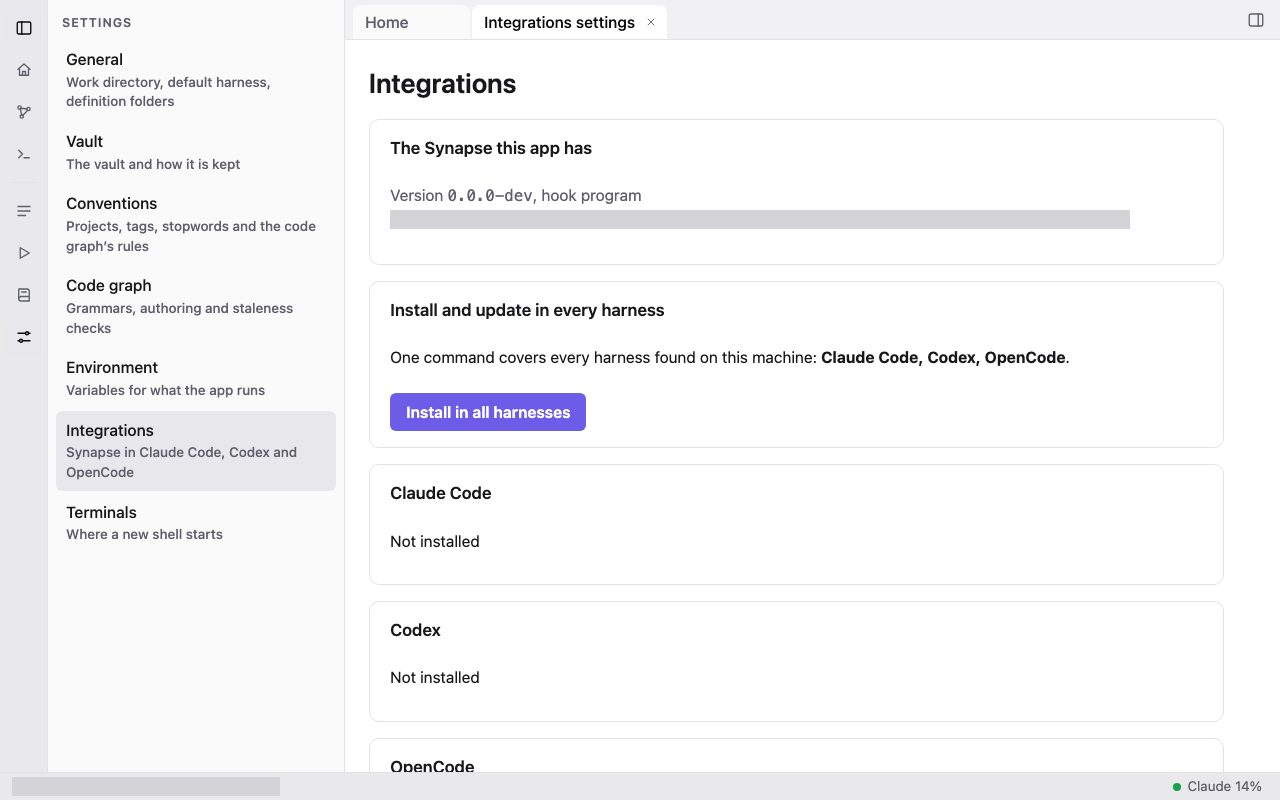 SETTINGS
General
Work directory, default harness,
definition folders
Vault
The vault and how it is kept
Conventions
Projects, tags, stopwords and the code
graph's rules
Code graph
Grammars, authoring and staleness
checks
Environment
Variables for what the app runs
Integrations
Synapse in Claude Code, Codex and
OpenCode
Terminals
Where a new shell starts
Home
Integrations settings
Integrations
The Synapse this app has
Version 0.0.0-dev, hook program
Install and update in every harness
One command covers every harness found on this machine: Claude Code, Codex, OpenCode.
Install in all harnesses
Claude Code
Not installed
Codex
Not installed
OpenCode
Claude 14%